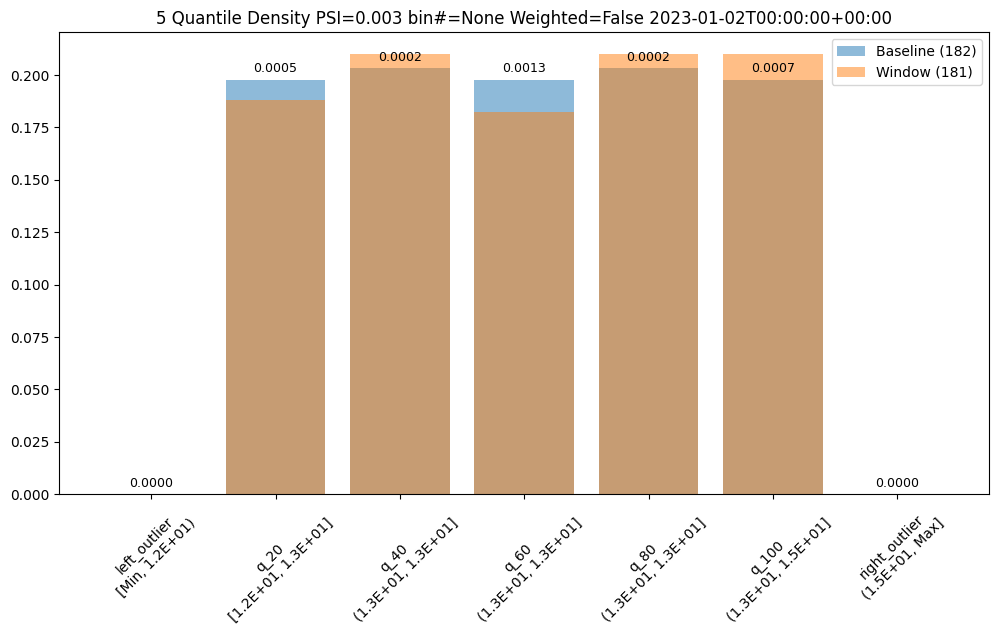 5 Quantile Density PSI=0.003 bin#=None Weighted=False 2023-01-02T00:00:00+00:00
Baseline (182)
Window (181)
0.200
0.175
0.150
0.125
0.100
0.075
0.050
0.025
0.000
0.0000
0.0005
0.0002
0.0013
0.0002
0.0007
0.0000
left_outlier
[Min, 1.2E+01)
q_20
[1.2E+01, 1.3E+01]
q_40
(1.3E+01, 1.3E+01]
q_60
(1.3E+01, 1.3E+01]
q_80
(1.3E+01, 1.3E+01]
q_100
(1.3E+01, 1.5E+01]
right_outlier
(1.5E+01, Max]